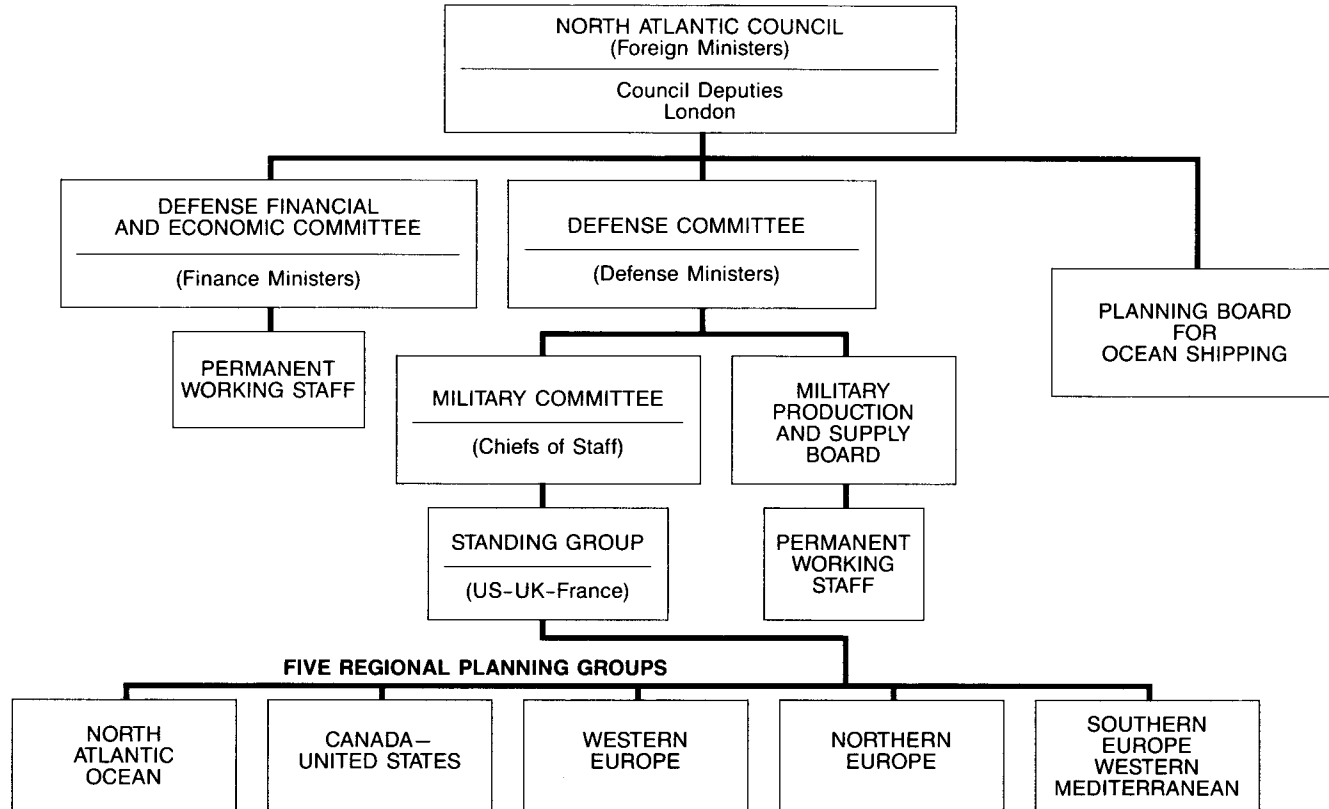 NORTH ATLANTIC COUNCIL
(Foreign Ministers)
Council Deputies
London
DEFENSE FINANCIAL
AND ECONOMIC COMMITTEE
(Finance Ministers)
DEFENSE COMMITTEE
(Defense Ministers)
PLANNING BOARD
FOR
OCEAN SHIPPING
PERMANENT
WORKING STAFF
MILITARY COMMITTEE
(Chiefs of Staff)
MILITARY
PRODUCTION
AND SUPPLY
BOARD
STANDING GROUP
(US-UK-France)
PERMANENT
WORKING
STAFF
FIVE REGIONAL PLANNING GROUPS
NORTH
ATLANTIC
OCEAN
CANADA—
UNITED STATES
WESTERN
EUROPE
NORTHERN
EUROPE
SOUTHERN
EUROPE
WESTERN
MEDITERRANEAN